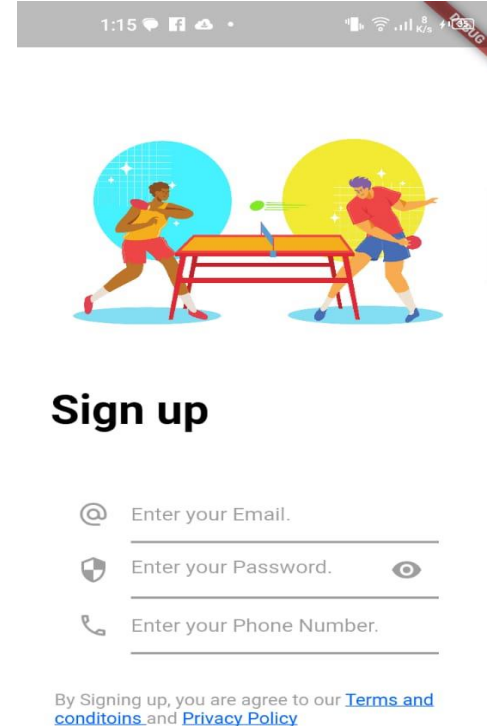 1:15
8
K/s
DEBUG
Sign up
Enter your Email.
Enter your Password.
Enter your Phone Number.
By Signing up, you are agree to our Terms and
conditoins and Privacy Policy